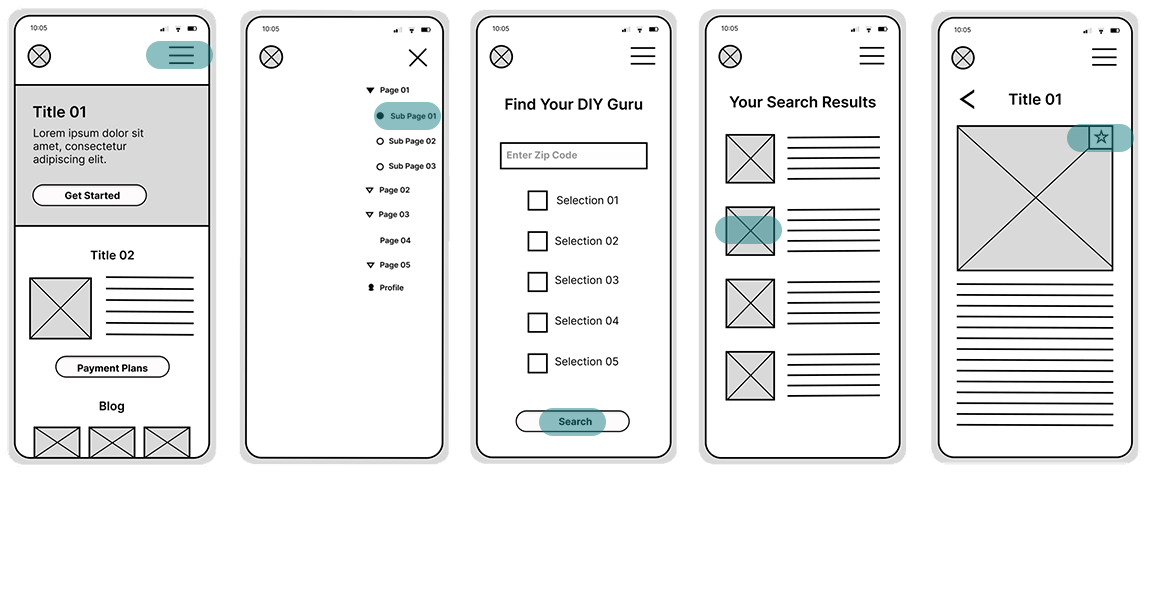 10:05
Title 01
Lorem ipsum dolor sit
amet, consectetur
adipiscing elit.
Get Started
Title 02
Payment Plans
Blog
10:05
Page 01
Sub Page 01
Sub Page 02
Sub Page 03
Page 02
Page 03
Page 04
Page 05
Profile
10:05
Find Your DIY Guru
Enter Zip Code
Selection 01
Selection 02
Selection 03
Selection 04
Selection 05
Search
10:05
Your Search Results
10:05
Title 01